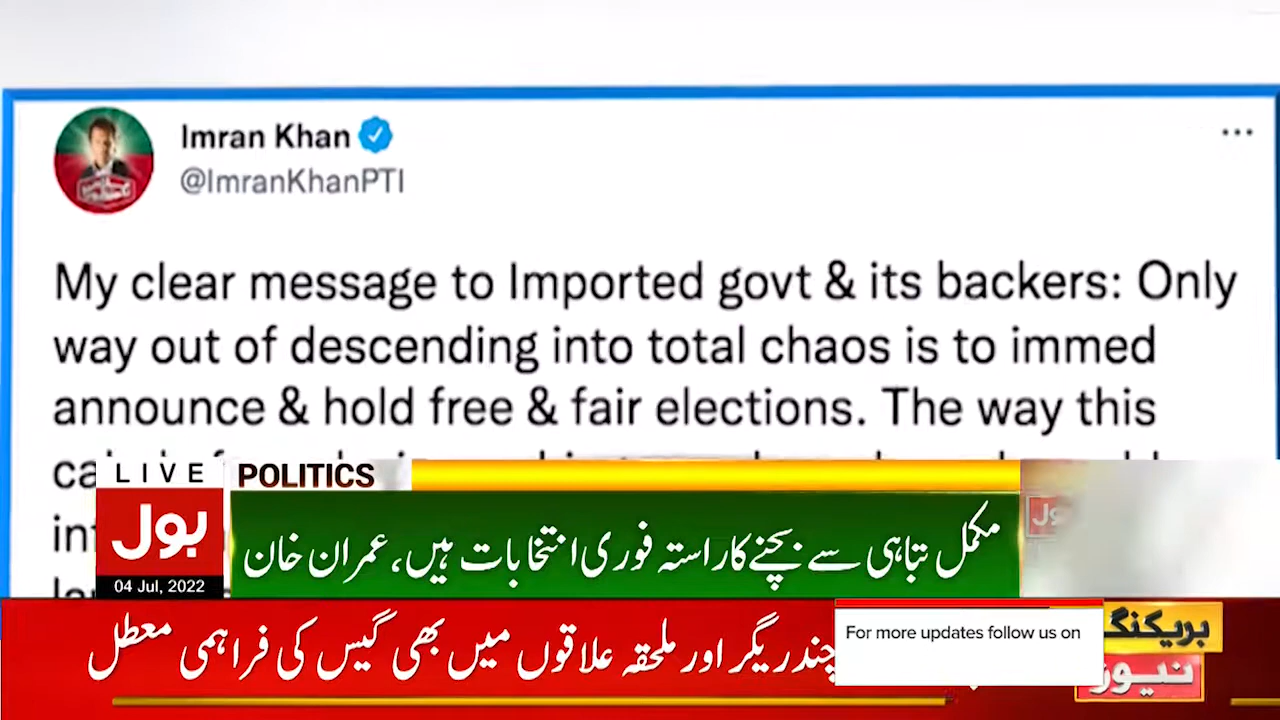 Imran Khan
@ImranKhanPTI
My clear message to Imported govt & its backers: Only
way out of descending into total chaos is to immed
announce & hold free & fair elections. The way this
LIVE
POLITICS
بول
04 Jul, 2022
مکمل تباہی سے بچنے کا راستہ فوری انتخابات ہیں، عمران خان
چندریگر اور ملحقہ علاقوں میں بھی گیس کی فراہمی معطل
For more updates follow us on
بریکنگ
نیوز